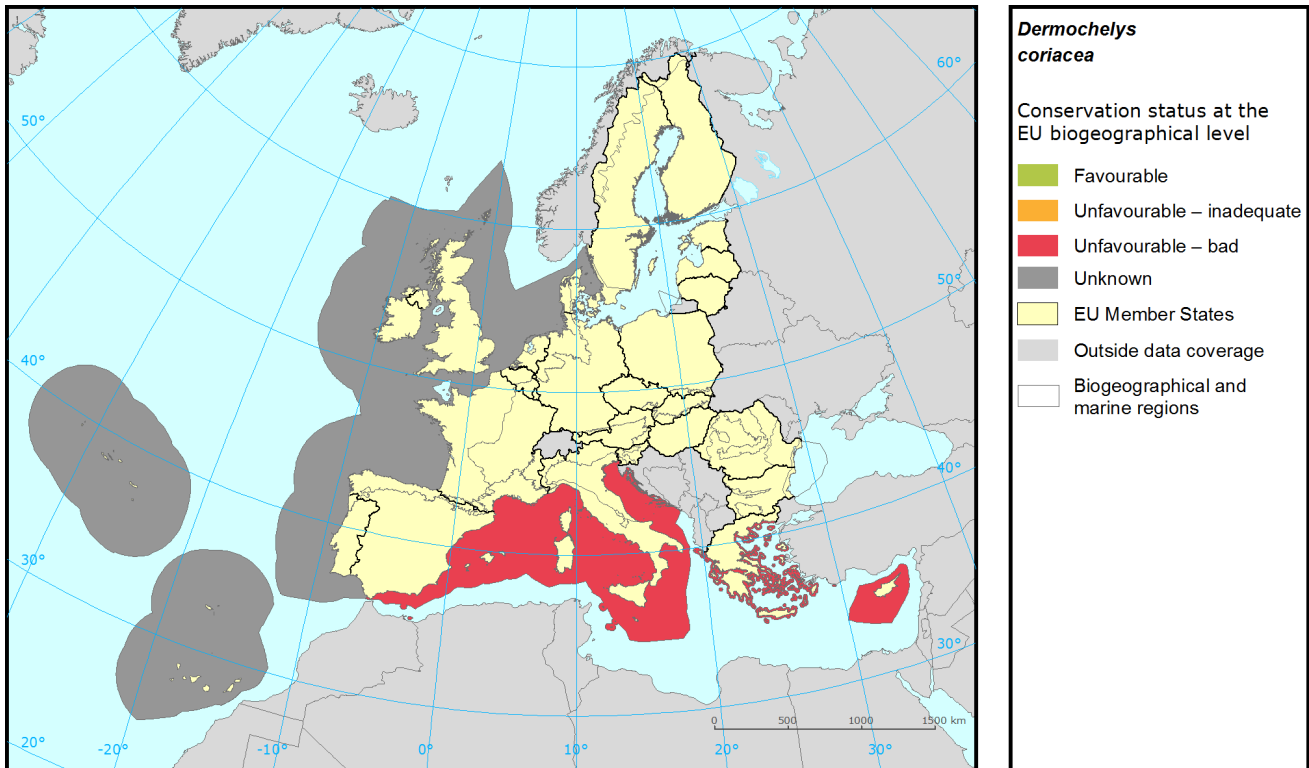 Dermochelys
coriacea
Conservation status at the
EU biogeographical level
Favourable
Unfavourable – inadequate
Unfavourable – bad
Unknown
EU Member States
Outside data coverage
Biogeographical and
marine regions
60°
50°
50°
40°
40°
30°
30°
20°
-20°
-10°
0°
10°
20°
30°
0 500 1000 1500 km